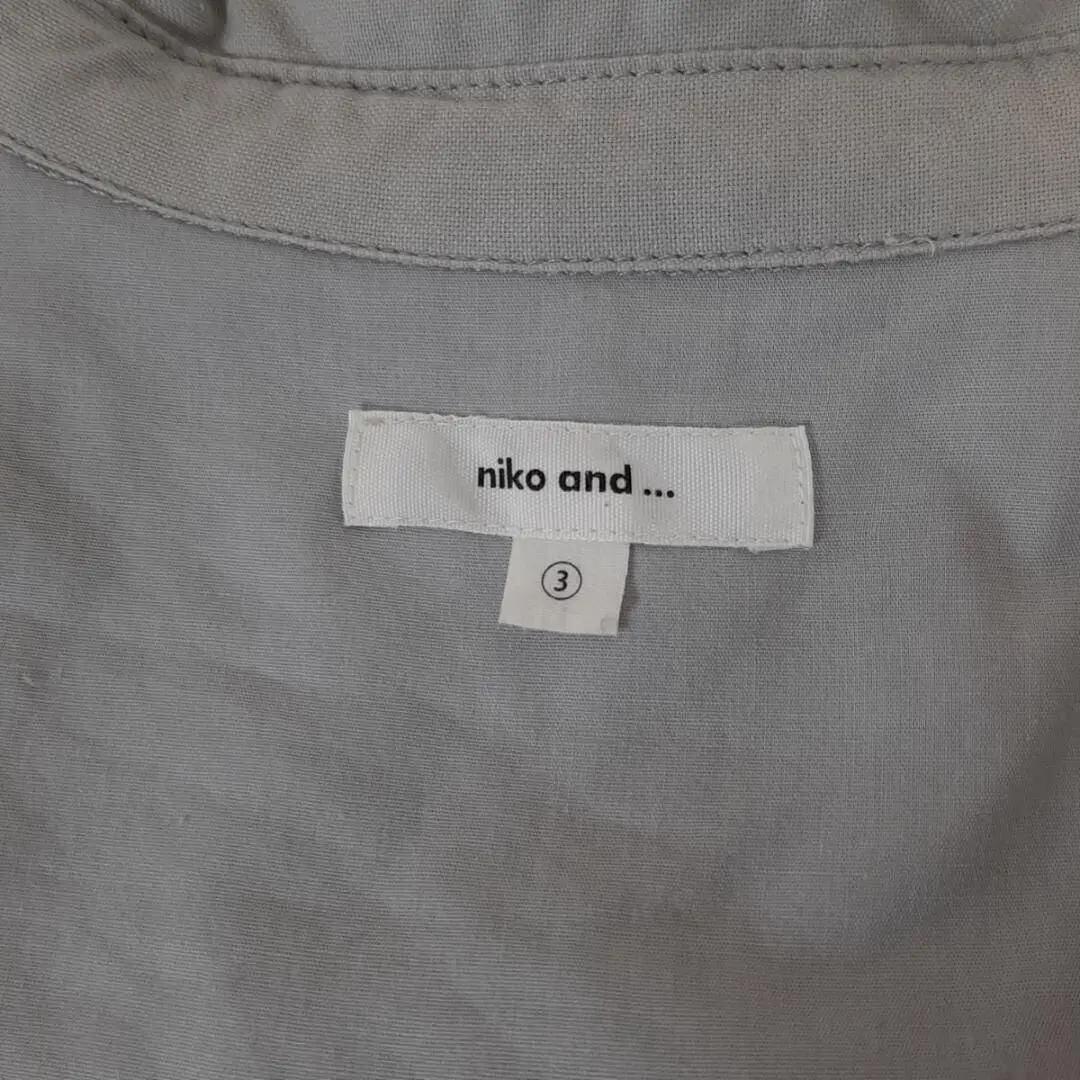 niko and ...
③